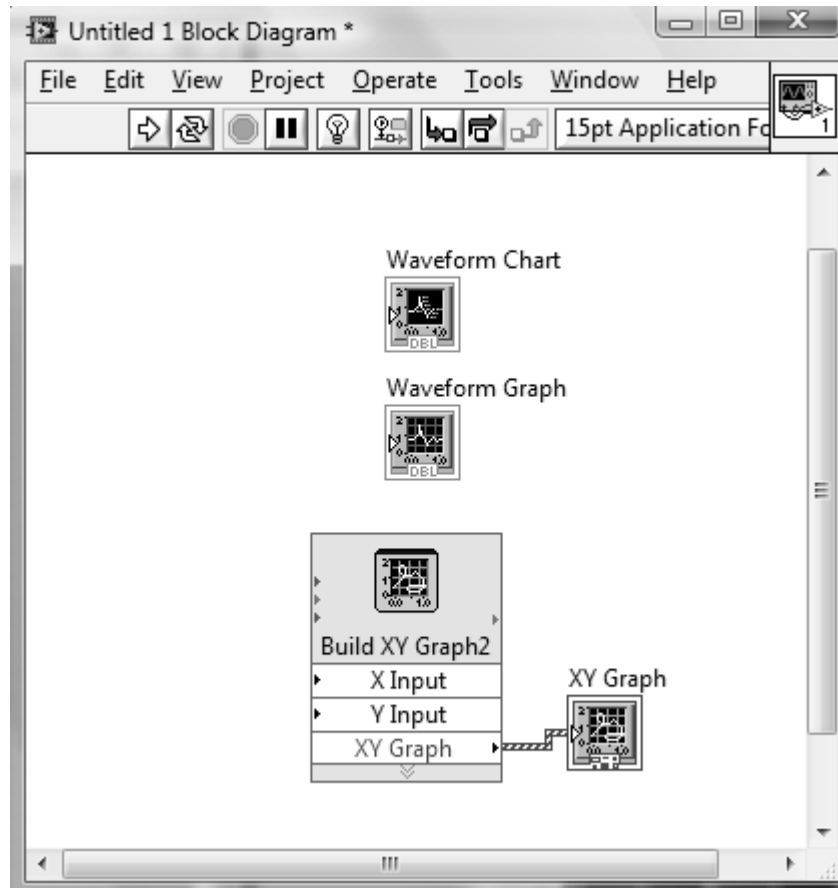 Untitled 1 Block Diagram *
File Edit View Project Operate Tools Window Help
15pt Application Fo
1
Waveform Chart
DBL
Waveform Graph
DBL
Build XY Graph2
X Input
Y Input
XY Graph
XY Graph